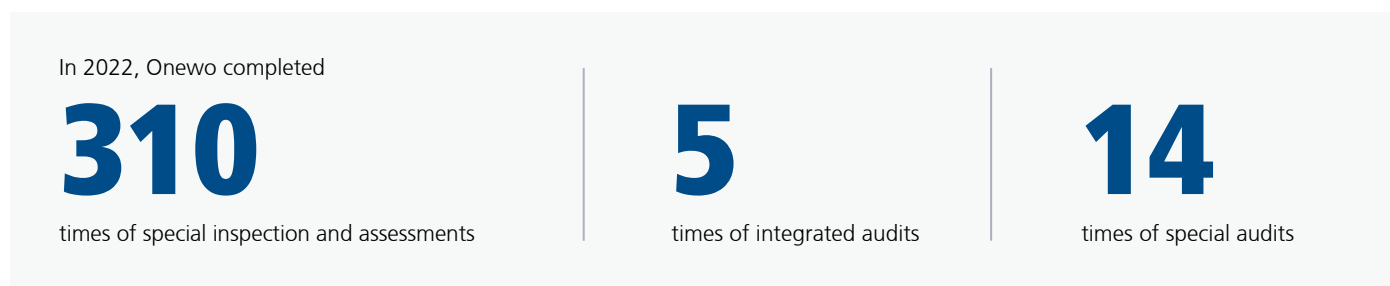 In 2022, Onewo completed
310
times of special inspection and assessments
5
times of integrated audits
14
times of special audits